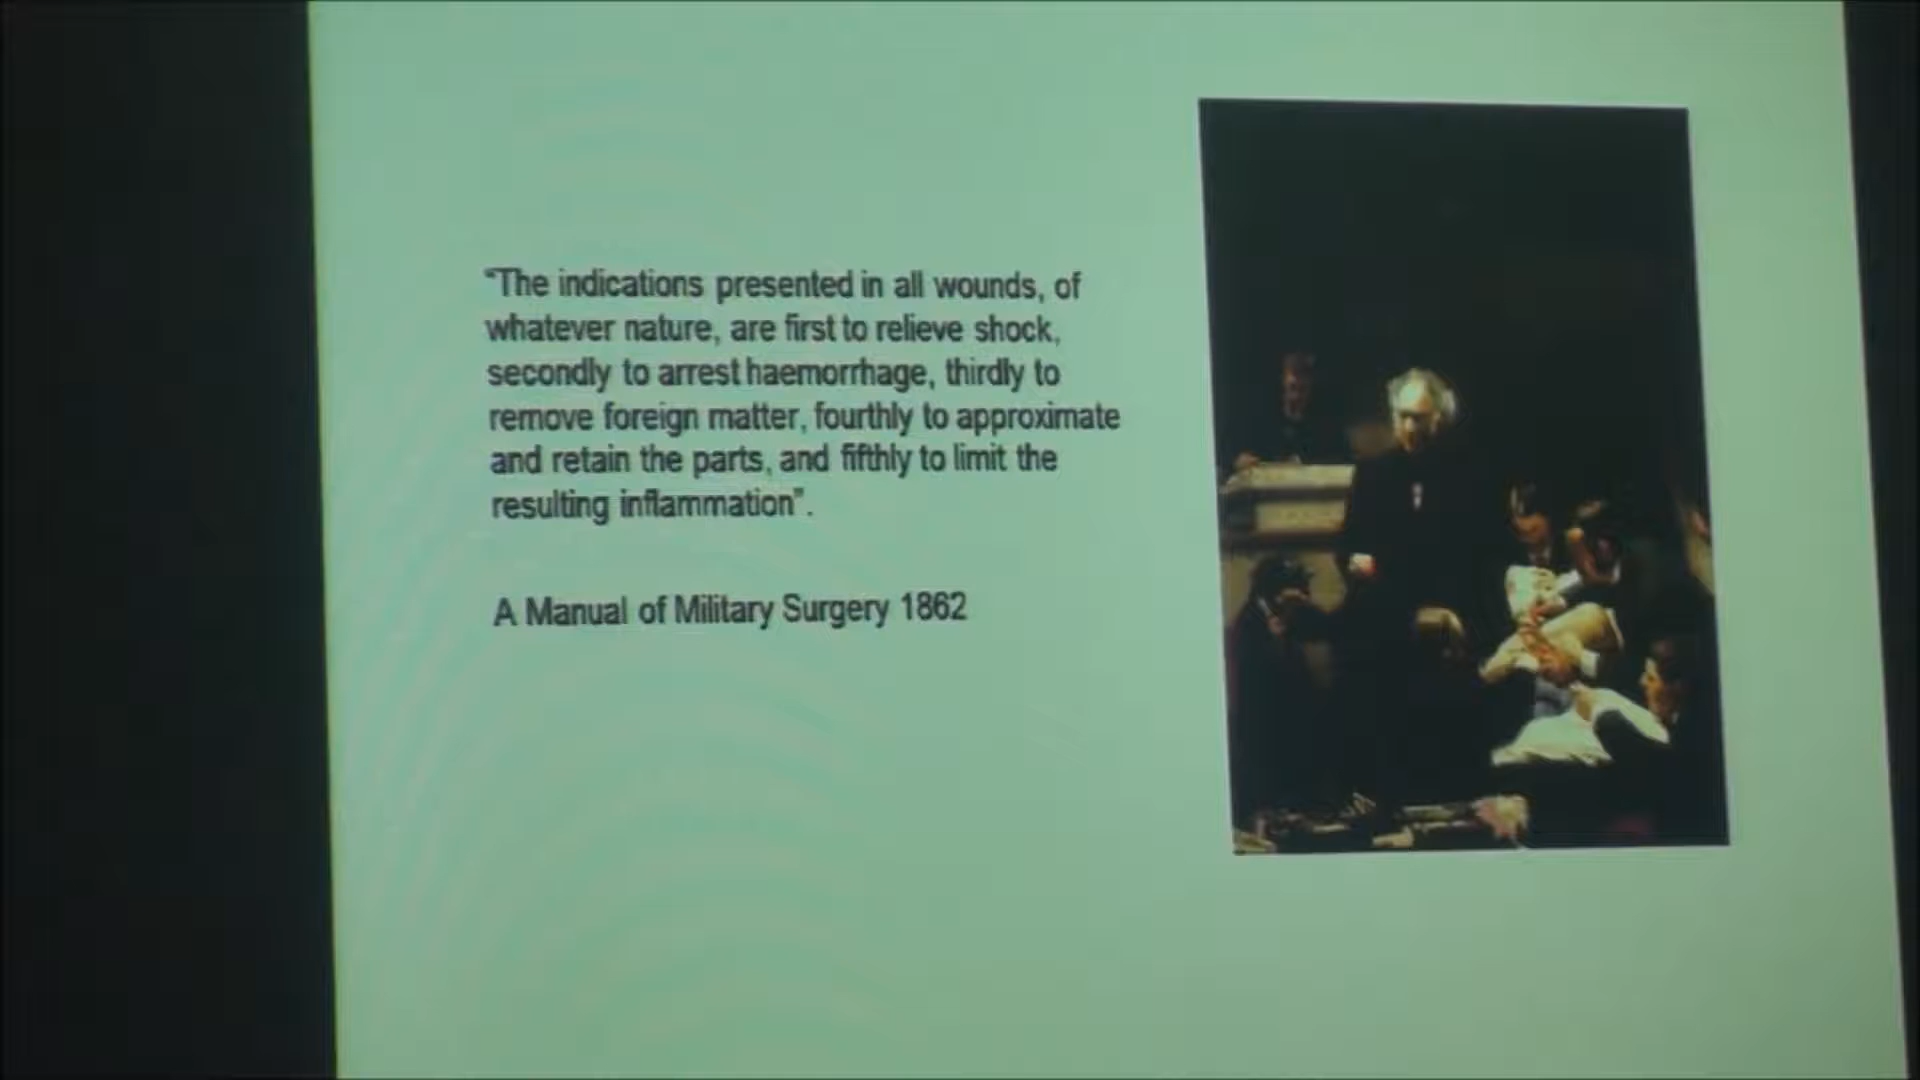 “The indications presented in all wounds, of
whatever nature, are first to relieve shock,
secondly to arrest haemorrhage, thirdly to
remove foreign matter, fourthly to approximate
and retain the parts, and fifthly to limit the
resulting inflammation”.
A Manual of Military Surgery 1862